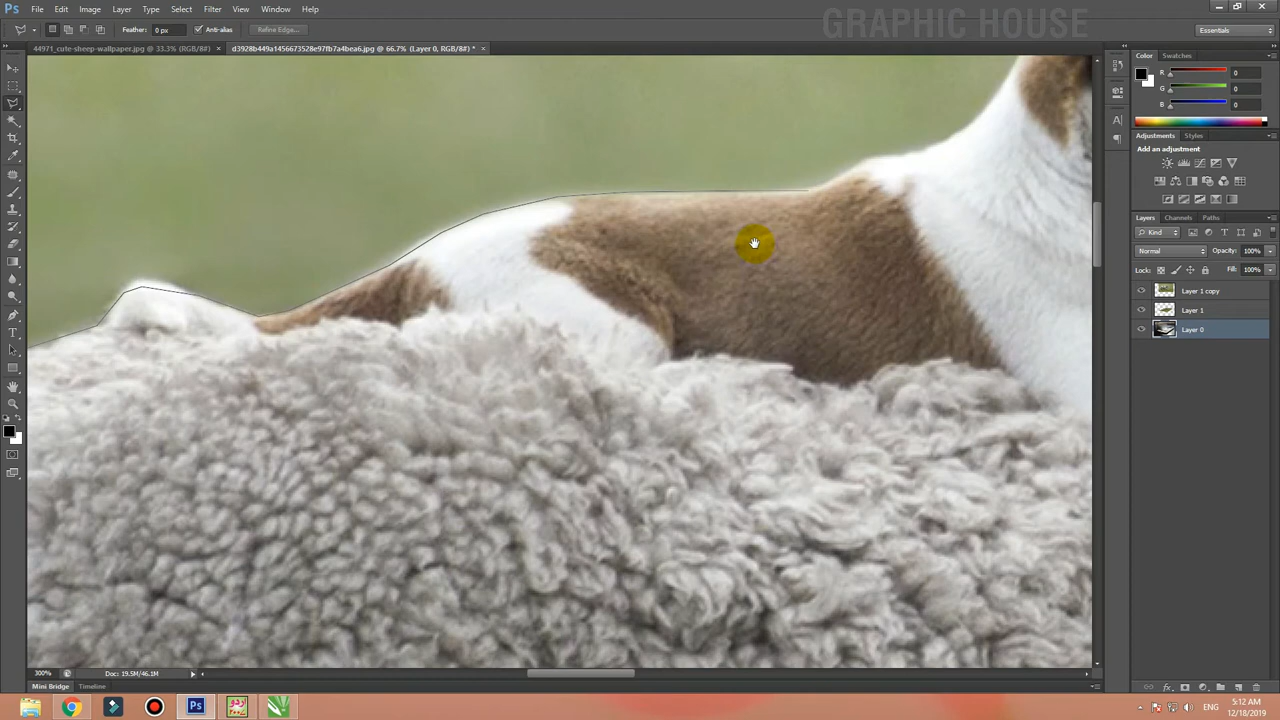 Ps File Edit Image Layer Type Select Filter View Window Help
GRAPHIC HOUSE
Feather: 0 px Anti-alias Refine Edge... Essentials
44971_cute-sheep-wallpaper.jpg @ 33.3% (RGB/8#) × d3928b449a1456673528e97fb7a4bea6.jpg @ 66.7% (Layer 0, RGB/8#) * ×
Color Swatches
R 0
G 0
B 0
Adjustments Styles
Add an adjustment
Layers Channels Paths
Kind
Normal Opacity: 100%
Lock: Fill: 100%
Layer 1 copy
Layer 1
Layer 0
300% Doc: 19.5M/46.1M
Mini Bridge Timeline
Ps ENG 5:12 AM
12/18/2019